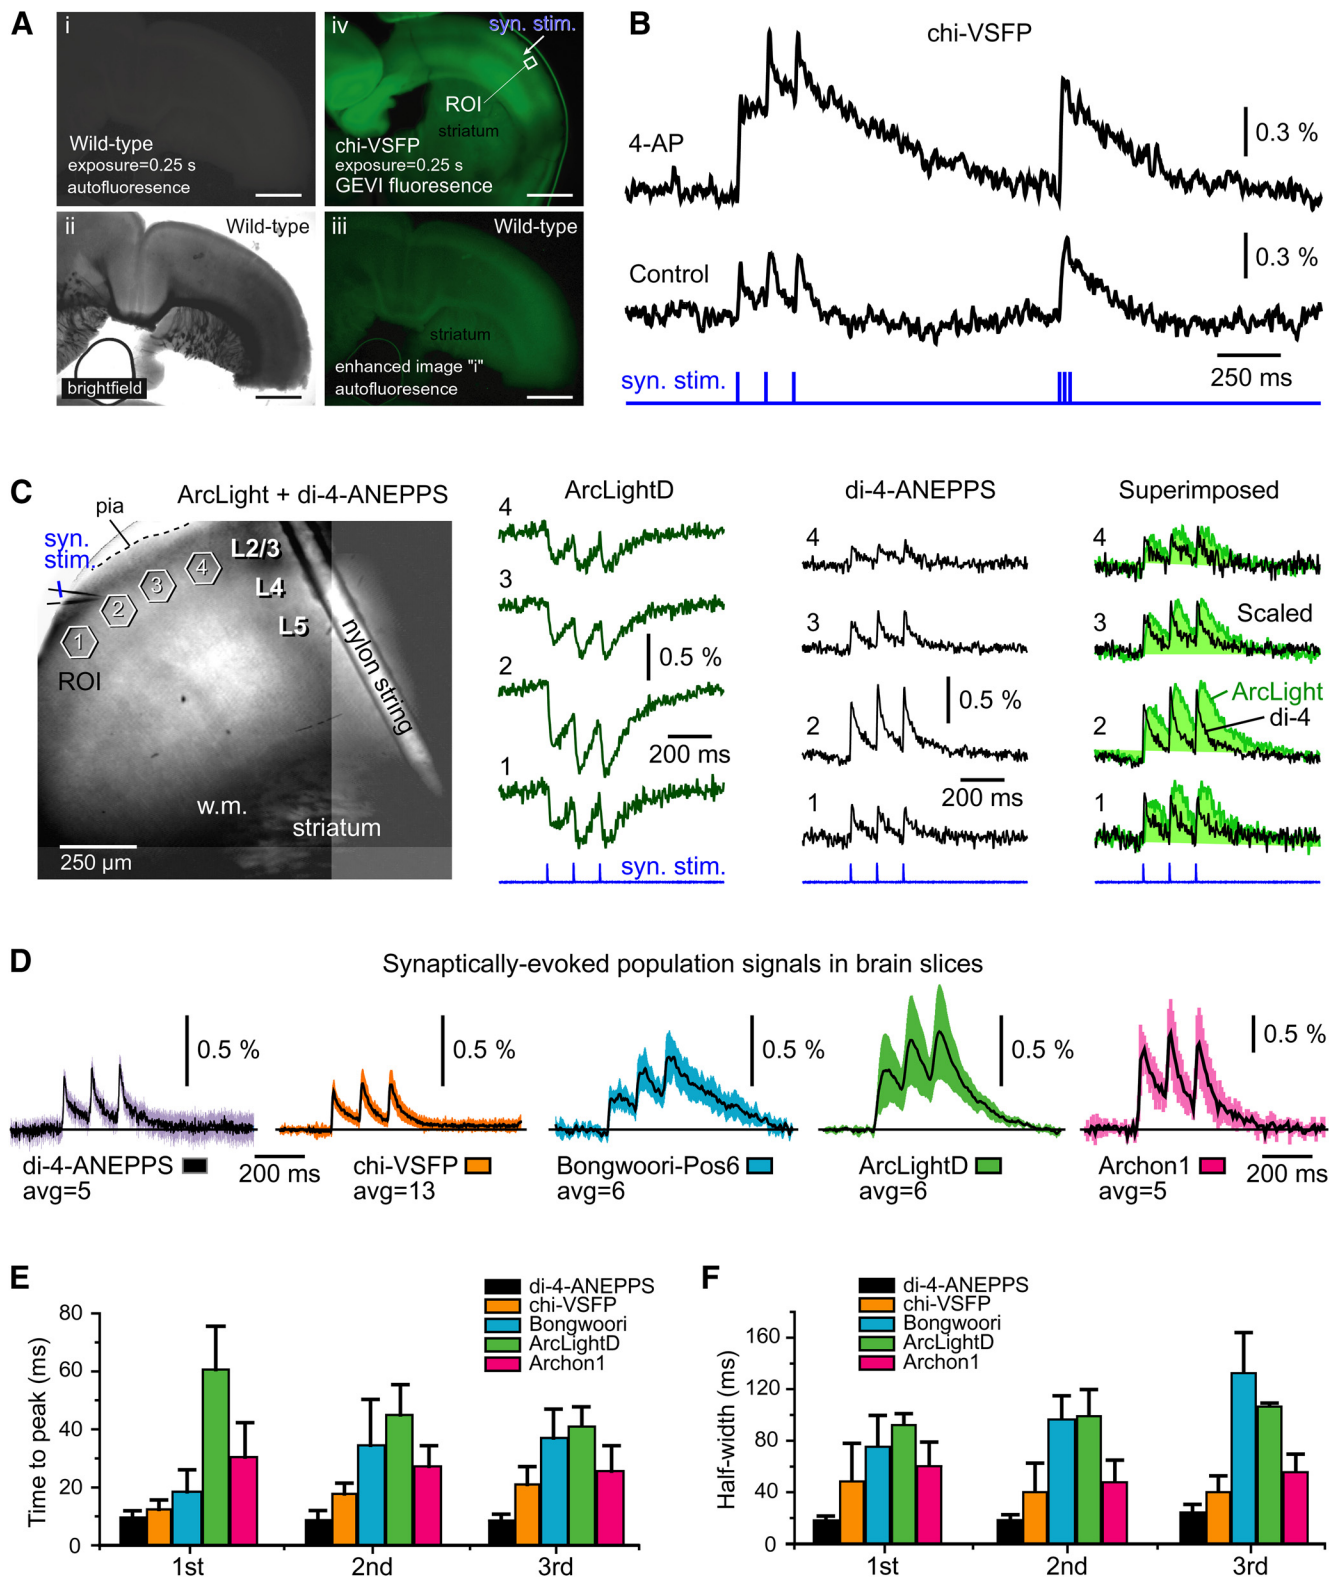 A
i
Wild-type
exposure=0.25 s
autofluoresence
iv
syn. stim.
ROI
striatum
chi-VSFP
exposure=0.25 s
GEVI fluoresence
ii
Wild-type
brightfield
iii
Wild-type
striatum
enhanced image "i"
autofluoresence
B
chi-VSFP
4-AP
0.3 %
Control
0.3 %
250 ms
syn. stim.
C
ArcLight + di-4-ANEPPS
pia
syn.
stim.
L2/3
L4
L5
1
2
3
4
ROI
nylon string
w.m.
striatum
250 µm
ArcLightD
4
3
0.5 %
2
200 ms
1
syn. stim.
di-4-ANEPPS
4
3
2
0.5 %
200 ms
1
Superimposed
4
3
Scaled
ArcLight
di-4
2
1
D
Synaptically-evoked population signals in brain slices
0.5 %
0.5 %
0.5 %
0.5 %
0.5 %
di-4-ANEPPS
avg=5
200 ms
chi-VSFP
avg=13
Bongwoori-Pos6
avg=6
ArcLightD
avg=6
Archon1
avg=5
200 ms
E
di-4-ANEPPS
chi-VSFP
Bongwoori
ArcLightD
Archon1
Time to peak (ms)
80
60
40
20
0
1st
2nd
3rd
F
di-4-ANEPPS
chi-VSFP
Bongwoori
ArcLightD
Archon1
Half-width (ms)
160
120
80
40
0
1st
2nd
3rd